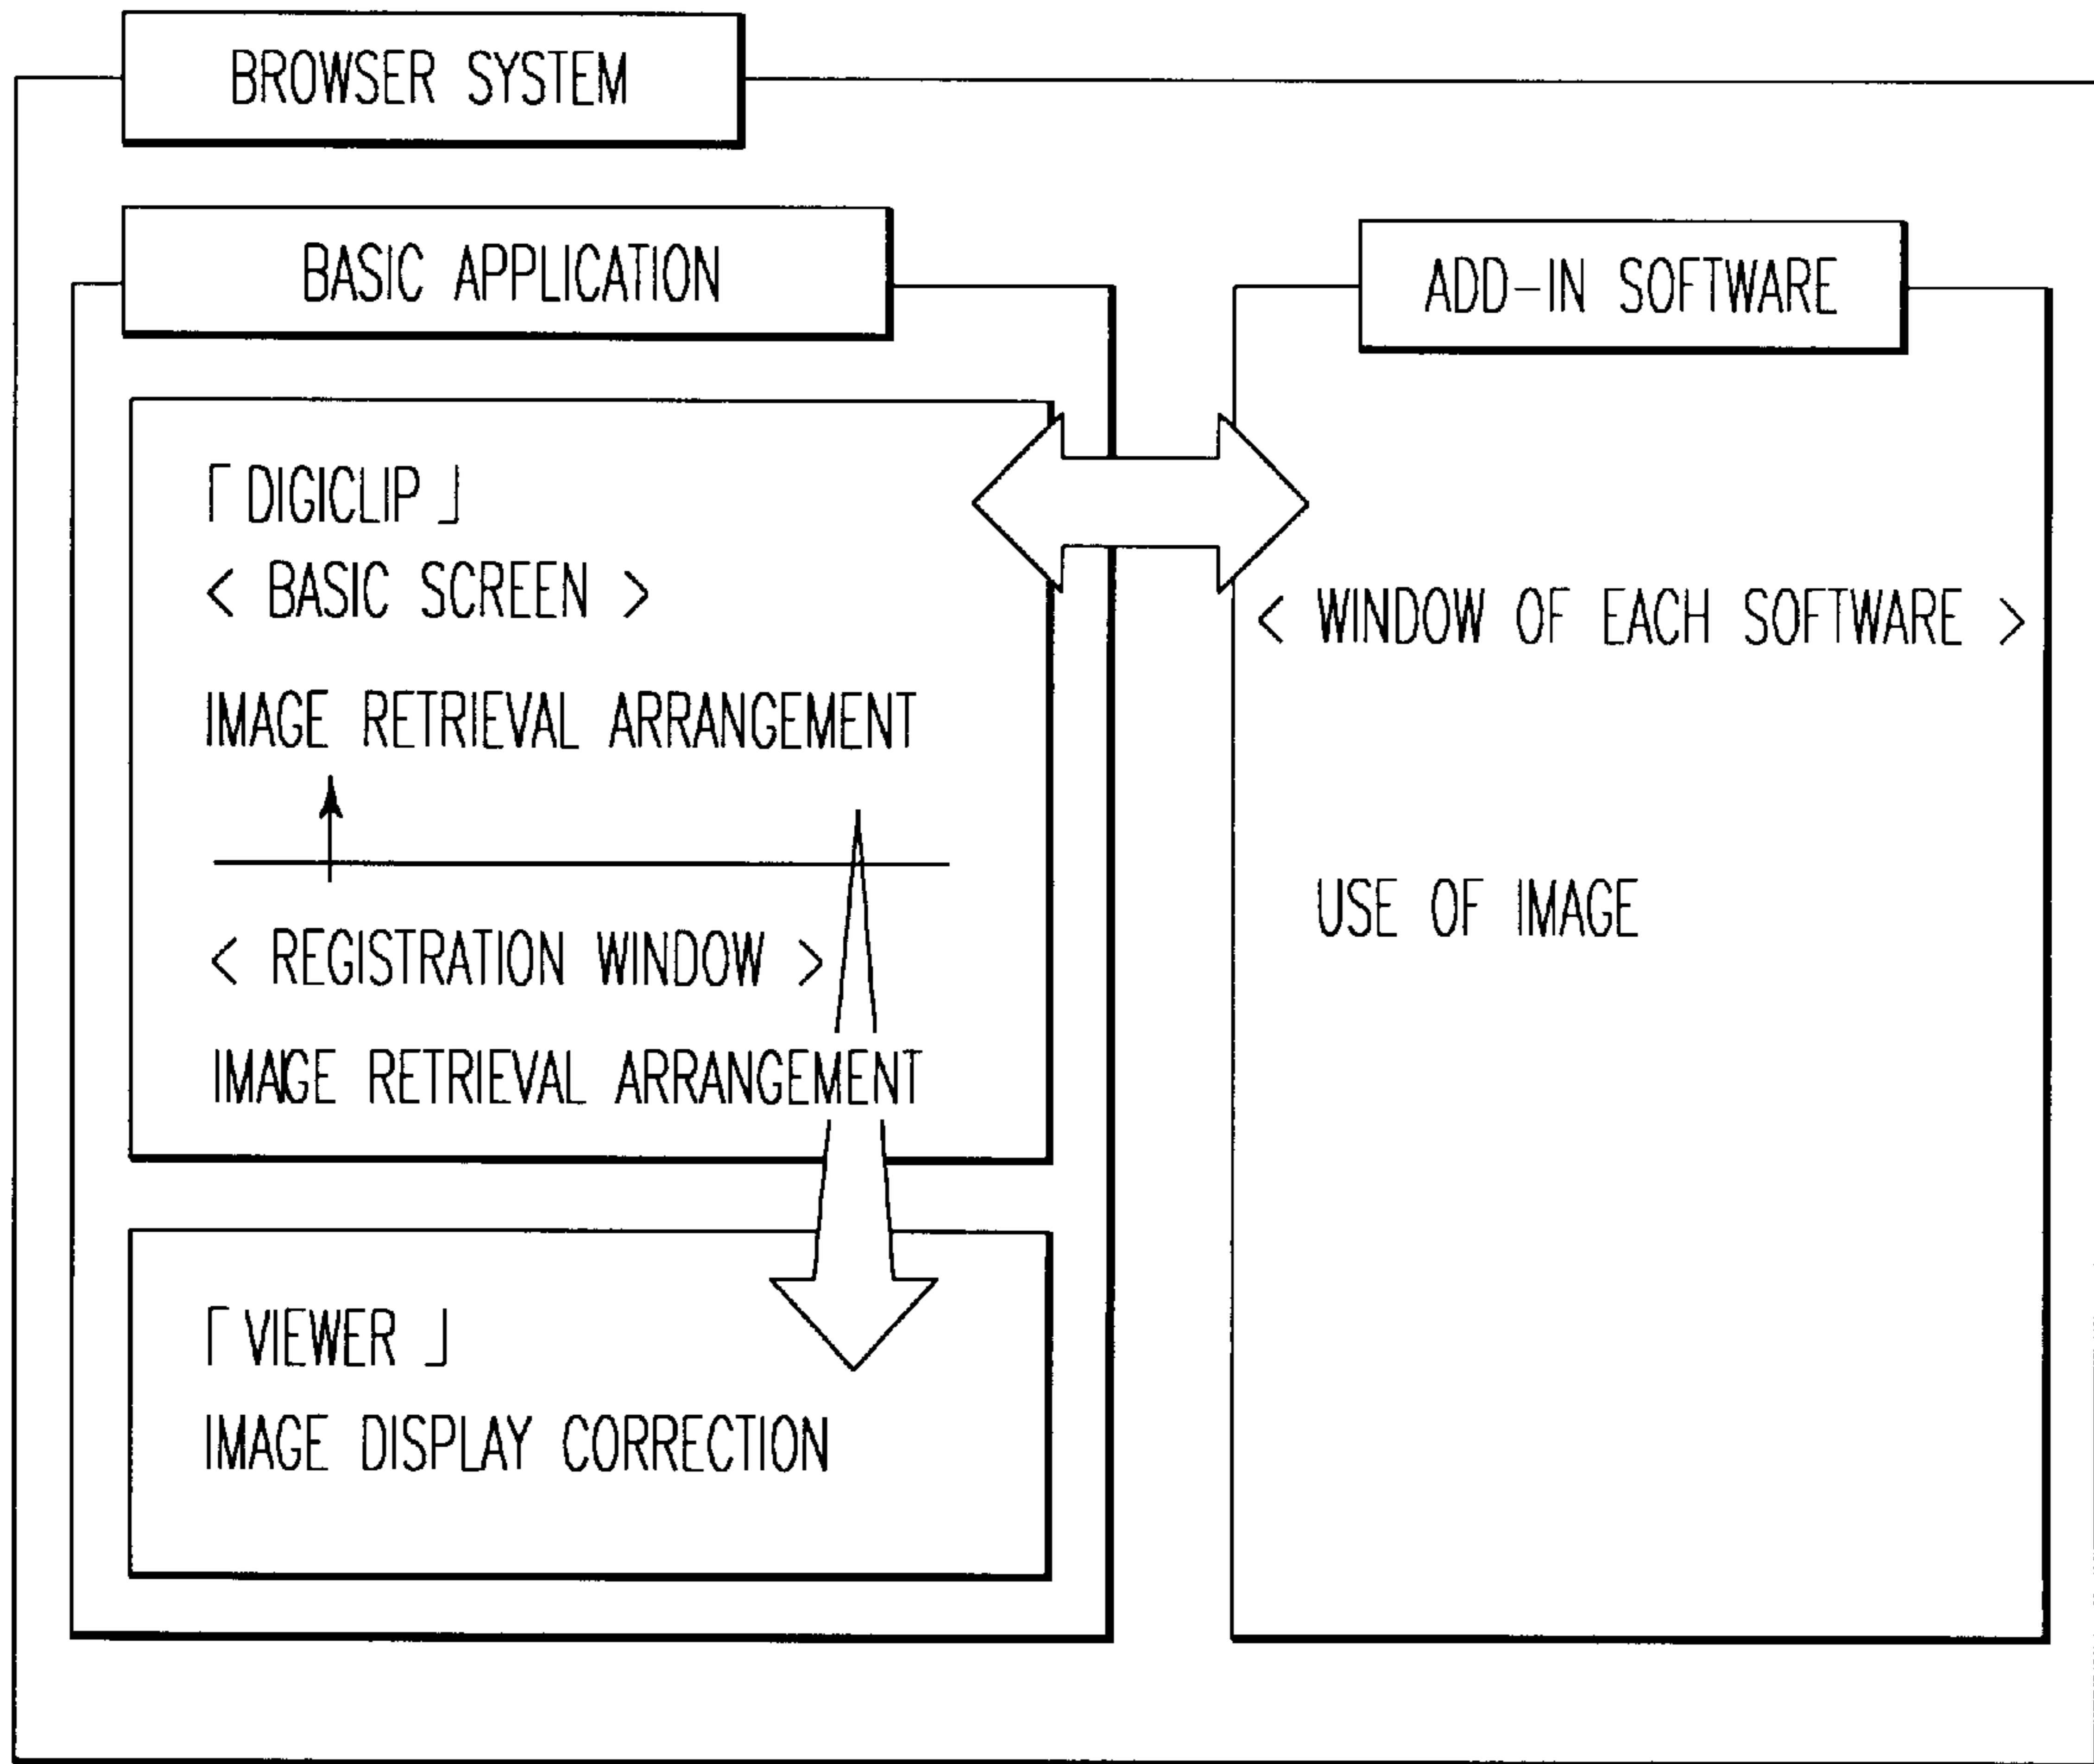 BROWSER SYSTEM
BASIC APPLICATION
「 DIGICLIP 」
< BASIC SCREEN >
IMAGE RETRIEVAL ARRANGEMENT
< REGISTRATION WINDOW >
IMAGE RETRIEVAL ARRANGEMENT
「 VIEWER 」
IMAGE DISPLAY CORRECTION
ADD-IN SOFTWARE
< WINDOW OF EACH SOFTWARE >
USE OF IMAGE